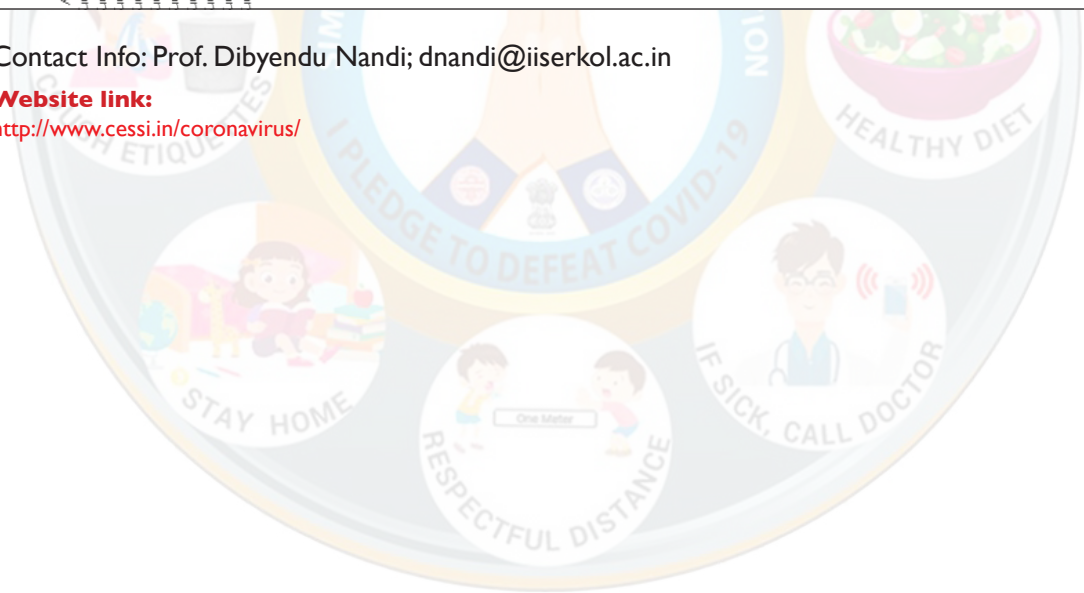 Contact Info: Prof. Dibyendu Nandi; dnandi@iiserkol.ac.in
Website link:
http://www.cessi.in/coronavirus/
ETIQUETTES
I PLEDGE TO DEFEAT COVID-19
HEALTHY DIET
STAY HOME
One Meter
RESPECTFUL DISTANCE
IF SICK, CALL DOCTOR